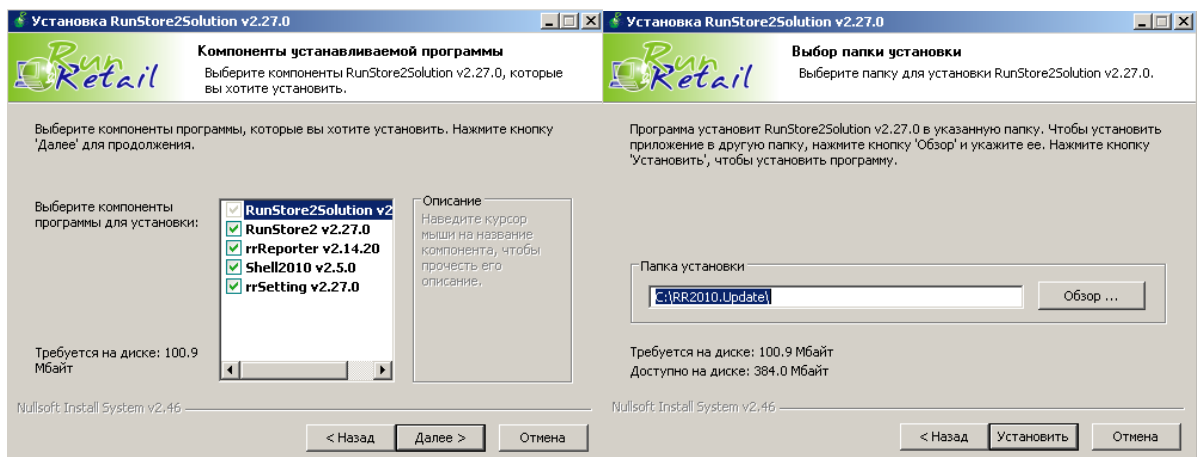 Установка RunStore2Solution v2.27.0
Run
Retail
Компоненты устанавливаемой программы
Выберите компоненты RunStore2Solution v2.27.0, которые
вы хотите установить.
Выберите компоненты программы, которые вы хотите установить. Нажмите кнопку
'Далее' для продолжения.
Выберите компоненты
программы для установки:
RunStore2Solution v2
RunStore2 v2.27.0
rrReporter v2.14.20
Shell2010 v2.5.0
rrSetting v2.27.0
Описание
Наведите курсор
мыши на название
компонента, чтобы
прочесть его
описание.
Требуется на диске: 100.9
Мбайт
Nullsoft Install System v2.46
< Назад
Далее >
Отмена
Установка RunStore2Solution v2.27.0
Run
Retail
Выбор папки установки
Выберите папку для установки RunStore2Solution v2.27.0.
Программа установит RunStore2Solution v2.27.0 в указанную папку. Чтобы установить
приложение в другую папку, нажмите кнопку 'Обзор' и укажите ее. Нажмите кнопку
'Установить', чтобы установить программу.
Папка установки
C:\RR2010.Update\
Обзор ...
Требуется на диске: 100.9 Мбайт
Доступно на диске: 384.0 Мбайт
Nullsoft Install System v2.46
< Назад
Установить
Отмена